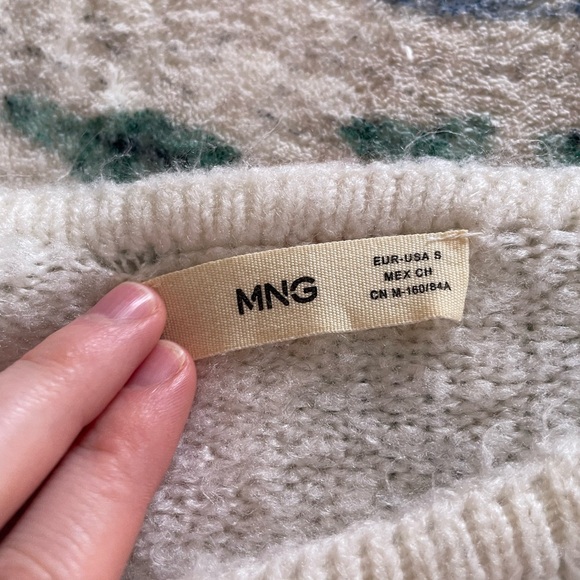 MNG
EUR-USA S
MEX CH
CN M-160/84A